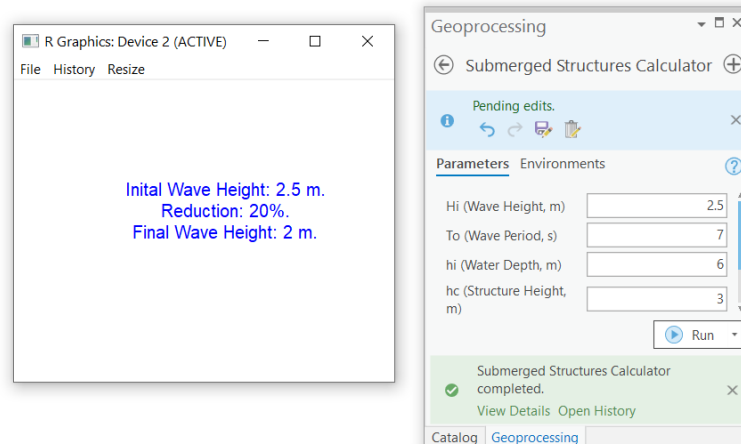 R Graphics: Device 2 (ACTIVE)
File History Resize
Inital Wave Height: 2.5 m.
Reduction: 20%.
Final Wave Height: 2 m.
Geoprocessing
Submerged Structures Calculator
Pending edits.
Parameters Environments
Hi (Wave Height, m) 2.5
To (Wave Period, s) 7
hi (Water Depth, m) 6
hc (Structure Height,
m) 3
Run
Submerged Structures Calculator
completed.
View Details Open History
Catalog Geoprocessing